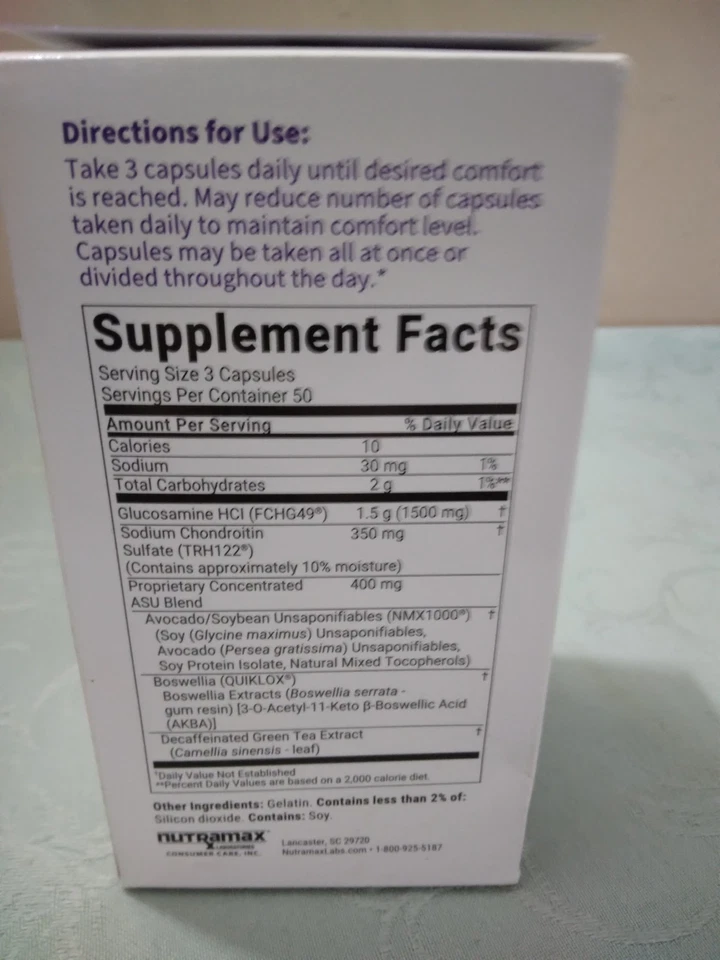 Directions for Use:
Take 3 capsules daily until desired comfort
is reached. May reduce number of capsules
taken daily to maintain comfort level.
Capsules may be taken all at once or
divided throughout the day.*
Supplement Facts
Serving Size 3 Capsules
Servings Per Container 50
Amount Per Serving % Daily Value
Calories 10
Sodium 30 mg 1%
Total Carbohydrates 2 g 1%**
Glucosamine HCl (FCHG49®) 1.5 g (1500 mg) †
Sodium Chondroitin 350 mg †
Sulfate (TRH122®)
(Contains approximately 10% moisture)
Proprietary Concentrated 400 mg
ASU Blend
Avocado/Soybean Unsaponifiables (NMX1000®) †
(Soy (Glycine maximus) Unsaponifiables,
Avocado (Persea gratissima) Unsaponifiables,
Soy Protein Isolate, Natural Mixed Tocopherols)
Boswellia (QUIKLOX®) †
Boswellia Extracts (Boswellia serrata -
gum resin) [3-O-Acetyl-11-Keto β-Boswellic Acid
(AKBA)]
Decaffeinated Green Tea Extract †
(Camellia sinensis - leaf)
†Daily Value Not Established
**Percent Daily Values are based on a 2,000 calorie diet.
Other Ingredients: Gelatin. Contains less than 2% of:
Silicon dioxide. Contains: Soy.
NUTRAMAX
LABORATORIES
CONSUMER CARE, INC.
Lancaster, SC 29720
NutramaxLabs.com • 1-800-925-5187